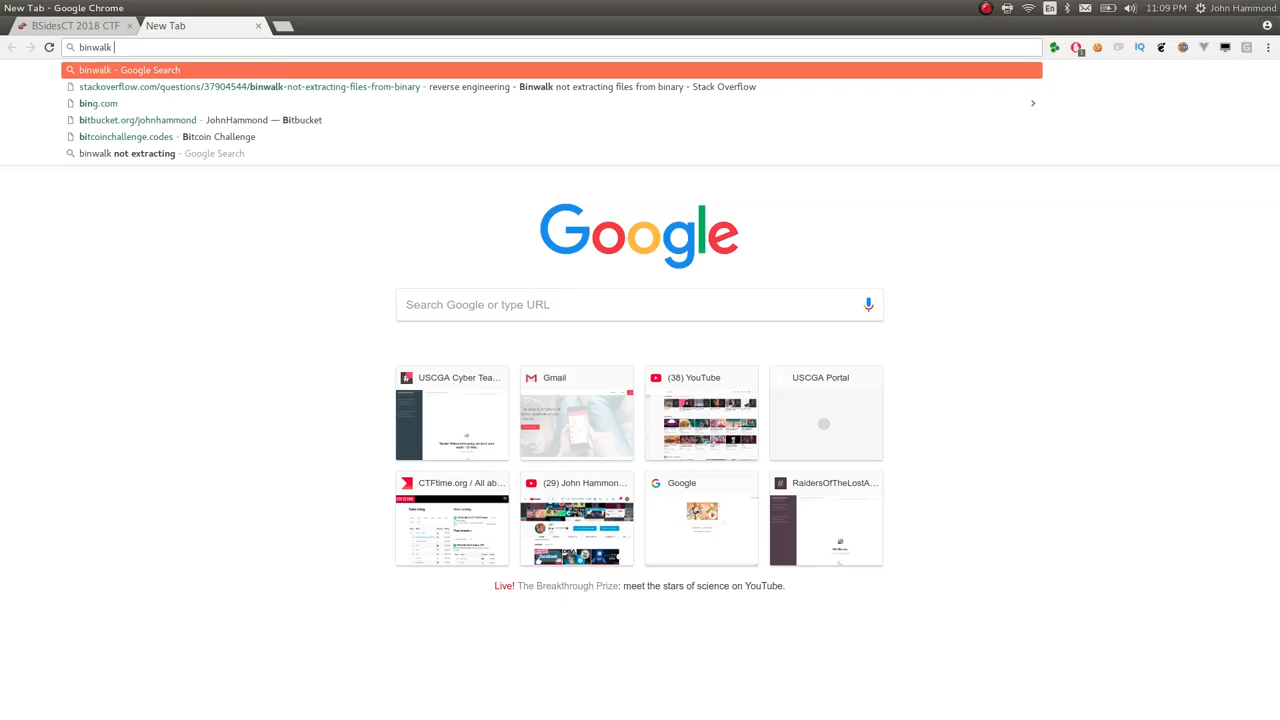 New Tab - Google Chrome
En
11:09 PM
John Hammond
BSidesCT 2018 CTF
New Tab
binwalk
1
binwalk - Google Search
stackoverflow.com/questions/37904544/binwalk-not-extracting-files-from-binary - reverse engineering - Binwalk not extracting files from binary - Stack Overflow
bing.com
bitbucket.org/johnhammond - JohnHammond — Bitbucket
bitcoinchallenge.codes - Bitcoin Challenge
binwalk not extracting - Google Search
Google
Search Google or type URL
USCGA Cyber Tea...
Gmail
(38) YouTube
USCGA Portal
CTFtime.org / All ab...
(29) John Hammon...
Google
RaidersOfTheLostA...
Live! The Breakthrough Prize: meet the stars of science on YouTube.